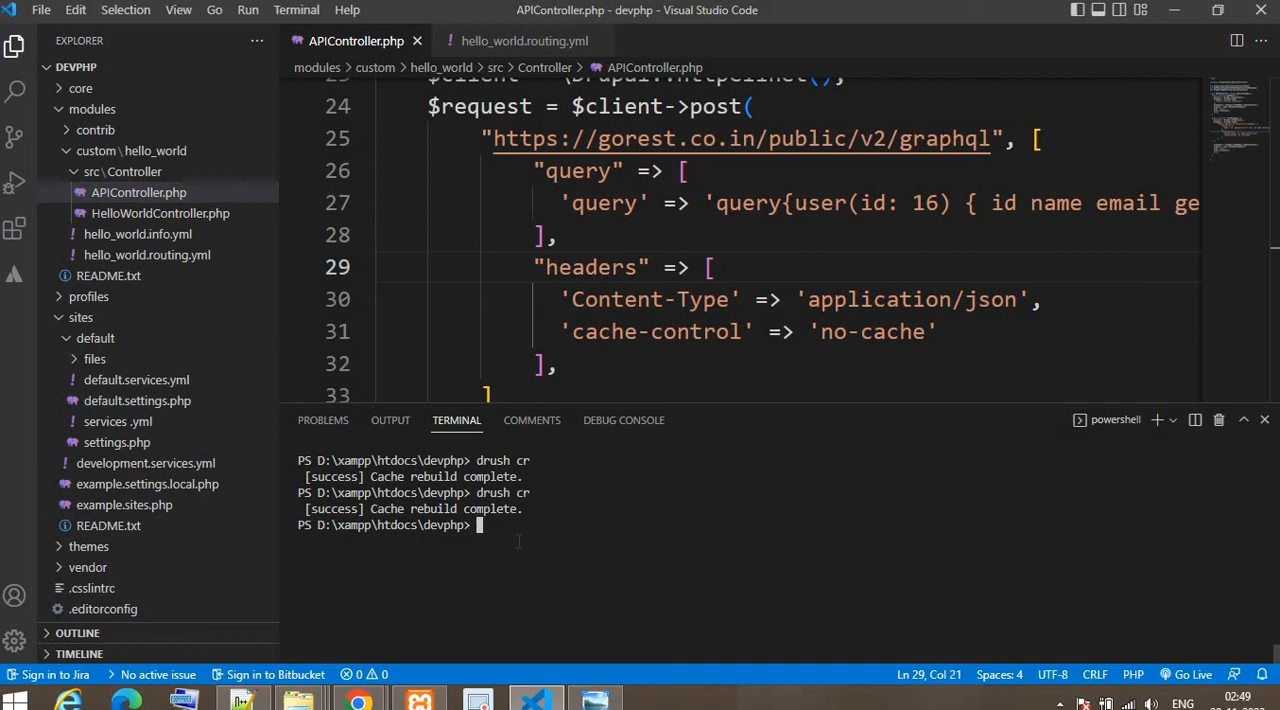 File Edit Selection View Go Run Terminal Help APIController.php - devphp - Visual Studio Code
EXPLORER
DEVPHP
core
modules
contrib
custom \ hello_world
src \ Controller
APIController.php
HelloWorldController.php
hello_world.info.yml
hello_world.routing.yml
README.txt
profiles
sites
default
files
default.services.yml
default.settings.php
services .yml
settings.php
development.services.yml
example.settings.local.php
example.sites.php
README.txt
themes
vendor
.csslintrc
.editorconfig
OUTLINE
TIMELINE
APIController.php hello_world.routing.yml
modules > custom > hello_world > src > Controller > APIController.php
24 $request = $client->post(
25 "https://gorest.co.in/public/v2/graphql", [
26 "query" => [
27 'query' => 'query{user(id: 16) { id name email ge
28 ],
29 "headers" => [
30 'Content-Type' => 'application/json',
31 'cache-control' => 'no-cache'
32 ],
33 ]
PROBLEMS OUTPUT TERMINAL COMMENTS DEBUG CONSOLE powershell
PS D:\xampp\htdocs\devphp> drush cr
[success] Cache rebuild complete.
PS D:\xampp\htdocs\devphp> drush cr
[success] Cache rebuild complete.
PS D:\xampp\htdocs\devphp>
Sign in to Jira No active issue Sign in to Bitbucket 0 0 Ln 29, Col 21 Spaces: 4 UTF-8 CRLF PHP Go Live
ENG 02:49